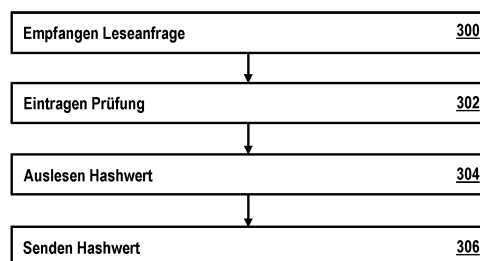 Empfangen Leseanfrage 300
Eintragen Prüfung 302
Auslesen Hashwert 304
Senden Hashwert 306